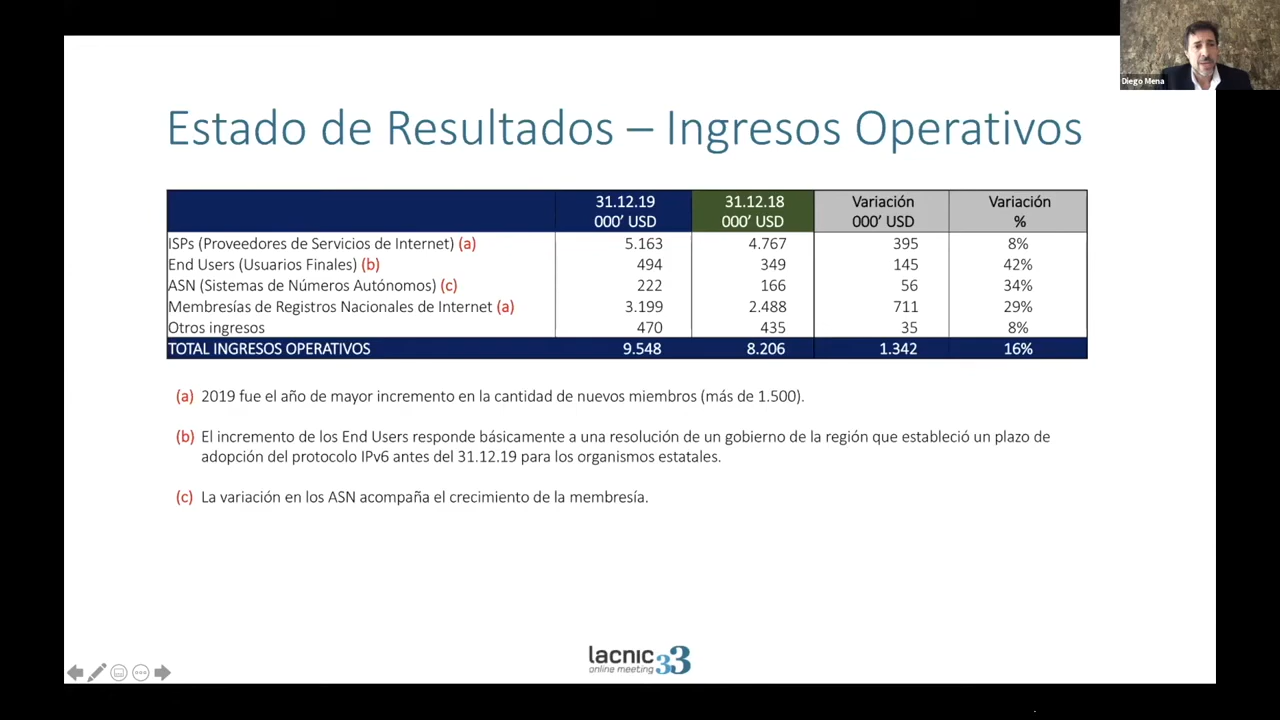 Diego Mena
Estado de Resultados – Ingresos Operativos
31.12.19 31.12.18 Variación Variación
000’ USD 000’ USD 000’ USD %
ISPs (Proveedores de Servicios de Internet) (a) 5.163 4.767 395 8%
End Users (Usuarios Finales) (b) 494 349 145 42%
ASN (Sistemas de Números Autónomos) (c) 222 166 56 34%
Membresías de Registros Nacionales de Internet (a) 3.199 2.488 711 29%
Otros ingresos 470 435 35 8%
TOTAL INGRESOS OPERATIVOS 9.548 8.206 1.342 16%
(a) 2019 fue el año de mayor incremento en la cantidad de nuevos miembros (más de 1.500).
(b) El incremento de los End Users responde básicamente a una resolución de un gobierno de la región que estableció un plazo de
adopción del protocolo IPv6 antes del 31.12.19 para los organismos estatales.
(c) La variación en los ASN acompaña el crecimiento de la membresía.
lacnic 33
online meeting